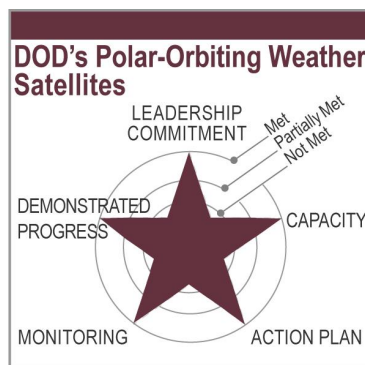 DOD's Polar-Orbiting Weather
Satellites
LEADERSHIP
COMMITMENT
Met
Partially Met
Not Met
DEMONSTRATED
PROGRESS
CAPACITY
MONITORING
ACTION PLAN